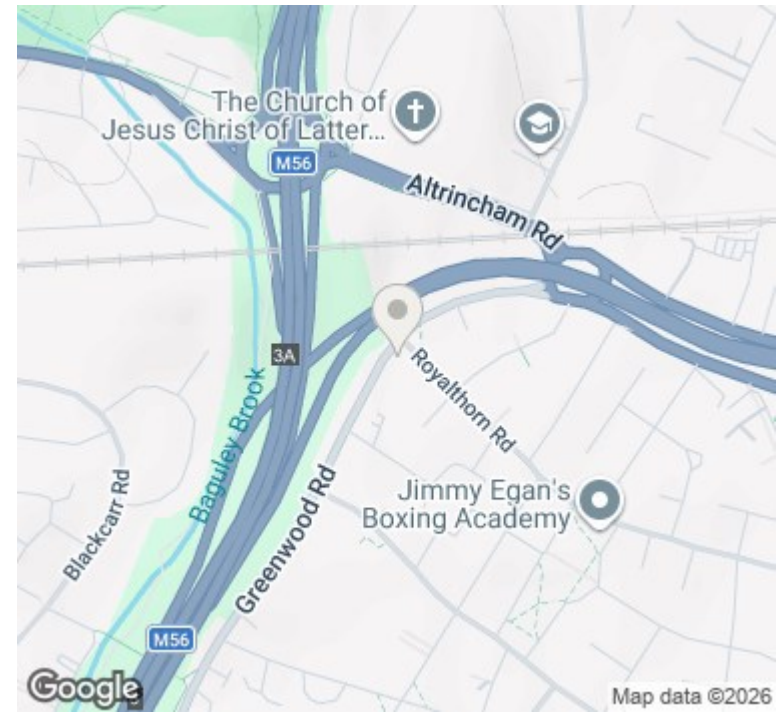 The Church of
Jesus Christ of Latter...
M56
Altrincham Rd
3A
Royalthorn Rd
Baguley Brook
Blackcarr Rd
Greenwood Rd
Jimmy Egan's
Boxing Academy
M56
Google
Map data ©2026